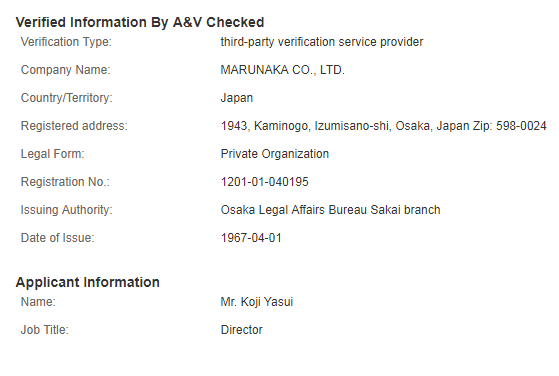 Verified Information By A&V Checked
Verification Type: third-party verification service provider
Company Name: MARUNAKA CO., LTD.
Country/Territory: Japan
Registered address: 1943, Kaminogo, Izumisano-shi, Osaka, Japan Zip: 598-0024
Legal Form: Private Organization
Registration No.: 1201-01-040195
Issuing Authority: Osaka Legal Affairs Bureau Sakai branch
Date of Issue: 1967-04-01
Applicant Information
Name: Mr. Koji Yasui
Job Title: Director